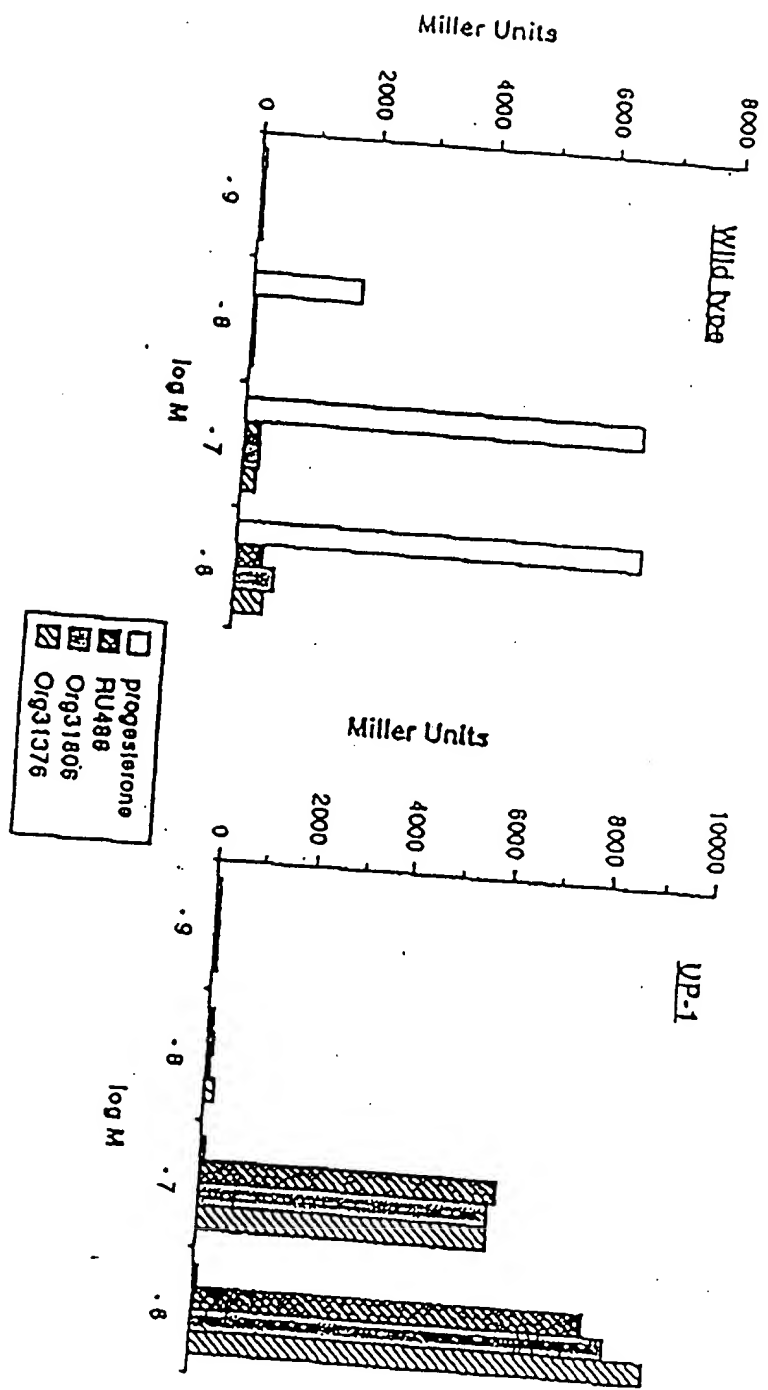 Wild type
Miller Units
8000
6000
4000
2000
0
-9
-8
-7
-6
log M
UP-1
Miller Units
10000
8000
6000
4000
2000
0
-9
-8
-7
-6
log M
progesterone
RU486
Org31806
Org31376